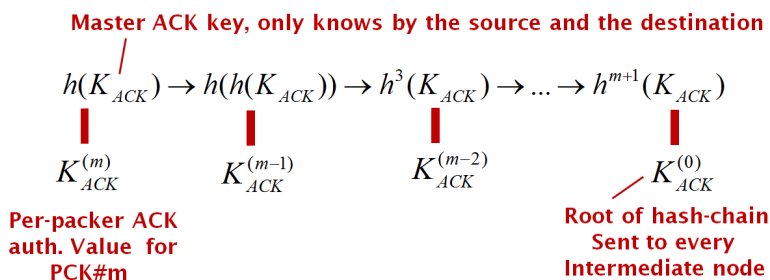 Master ACK key, only knows by the source and the destination
h(K_ACK) → h(h(K_ACK)) → h³(K_ACK) → ... → h^{m+1}(K_ACK)
K_ACK^{(m)} K_ACK^{(m-1)} K_ACK^{(m-2)} K_ACK^{(0)}
Per-packer ACK
auth. Value for
PCK#m
Root of hash-chain
Sent to every
Intermediate node